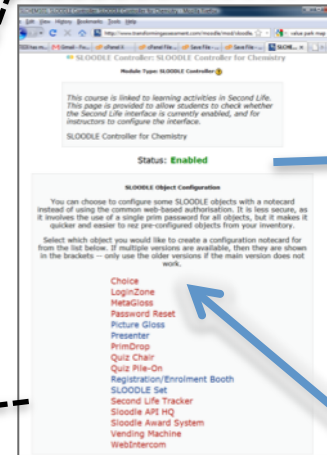 Edit View History Bookmarks Tools Help
SLOODLE Controller: SLOODLE Controller for Chemistry
Module Type: SLOODLE Controller
This course is linked to learning activities in Second Life.
This page is provided to allow students to check whether
the Second Life interface is currently enabled, and for
instructors to configure the interface.
SLOODLE Controller for Chemistry
Status: Enabled
SLOODLE Object Configuration
You can choose to configure some SLOODLE objects with a notecard
instead of using the common web-based authorisation. It is less secure, as
it involves the use of a single prim password for all objects, but it makes it
quicker and easier to rez pre-configured objects from your inventory.
Select which object you would like to create a configuration notecard for
from the list below. If multiple versions are available, then they are shown
in the brackets -- only use the older versions if the main version does not
work.
Choice
LoginZone
MetaGloss
Password Reset
Picture Gloss
Presenter
PrimDrop
Quiz Chair
Quiz Pile-On
Registration/Enrolment Booth
SLOODLE Set
Second Life Tracker
Sloodle API HQ
Sloodle Award System
Vending Machine
WebIntercom